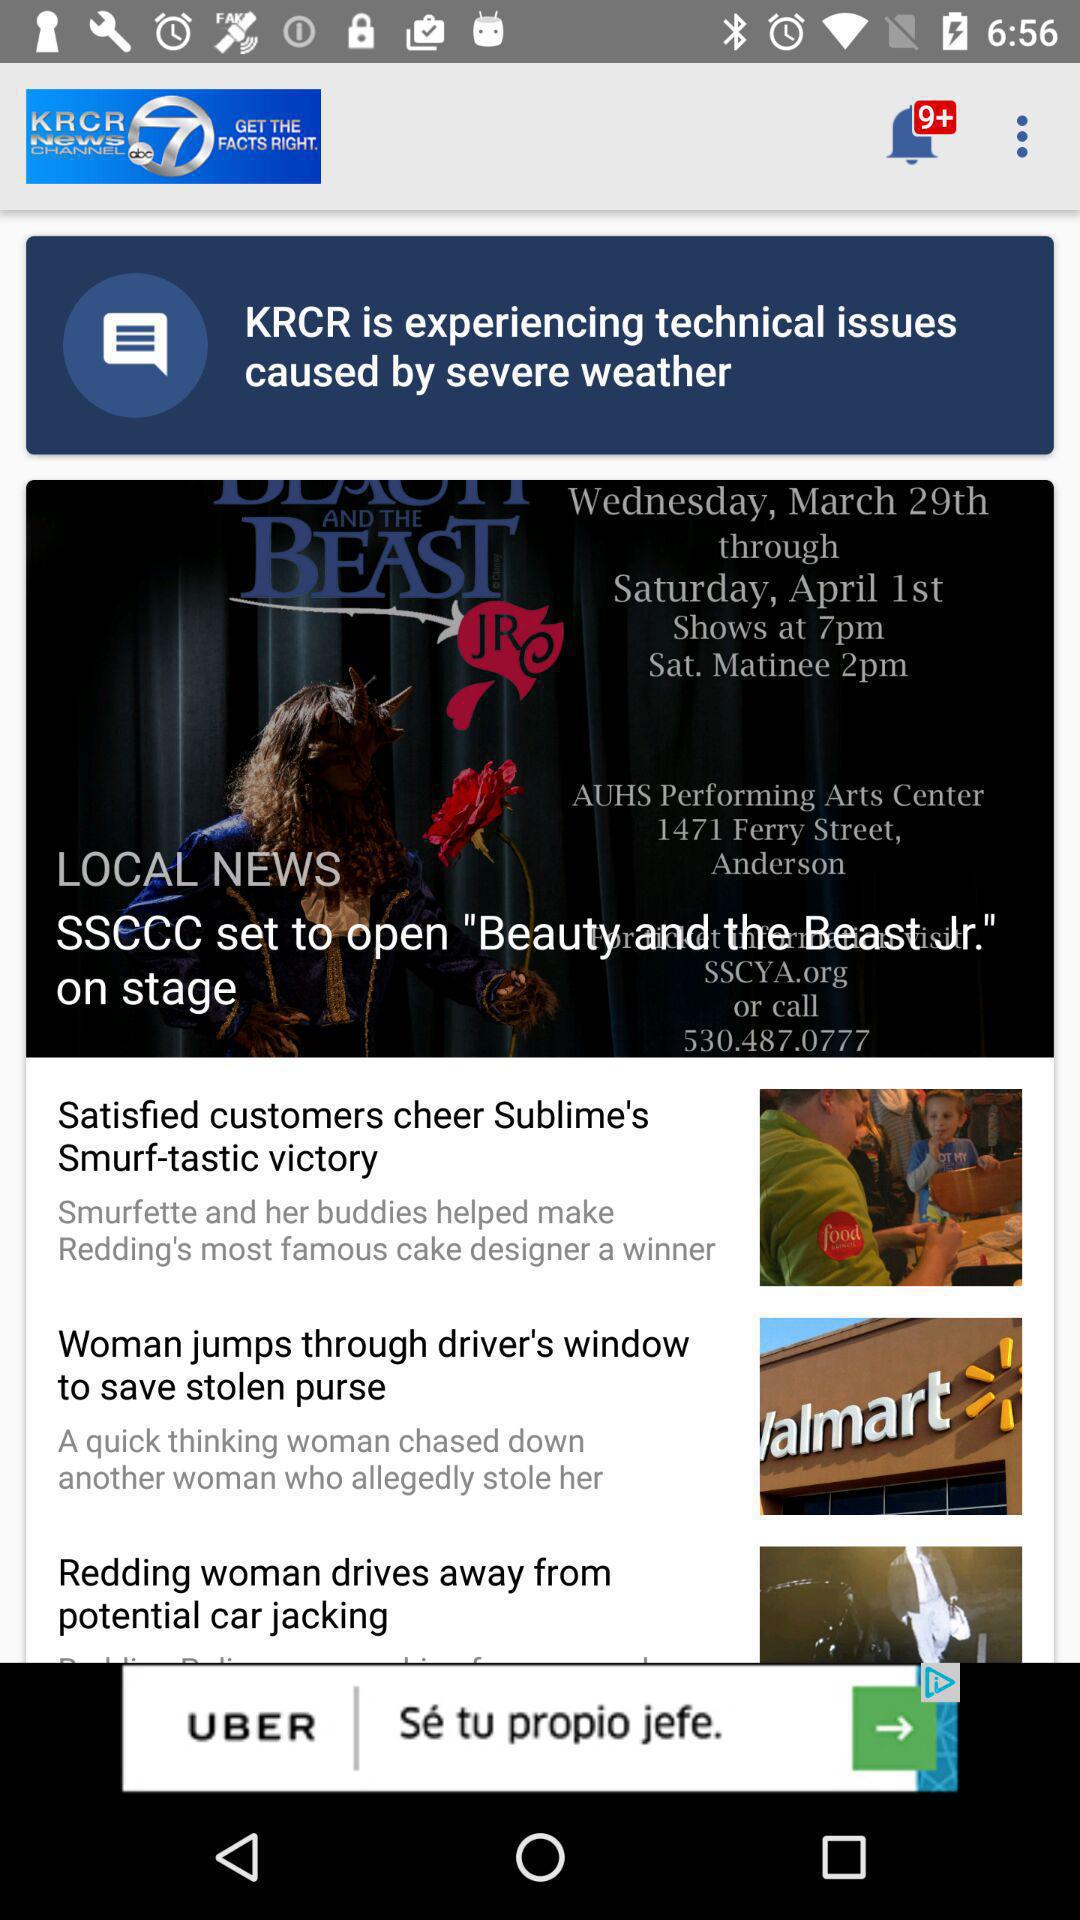 FAKE
6:56
KRCR
News
CHANNEL
abc
7
GET THE
FACTS RIGHT.
9+
KRCR is experiencing technical issues
caused by severe weather
AND THE
BEAST
© Disney
JR
Wednesday, March 29th
through
Saturday, April 1st
Shows at 7pm
Sat. Matinee 2pm
AUHS Performing Arts Center
1471 Ferry Street,
Anderson
LOCAL NEWS
SSCCC set to open "Beauty and the Beast Jr."
on stage
For ticket information visit
SSCYA.org
or call
530.487.0777
Satisfied customers cheer Sublime's
Smurf-tastic victory
Smurfette and her buddies helped make
Redding's most famous cake designer a winner
food
Woman jumps through driver's window
to save stolen purse
A quick thinking woman chased down
another woman who allegedly stole her
Walmart
Redding woman drives away from
potential car jacking
UBER
Sé tu propio jefe.